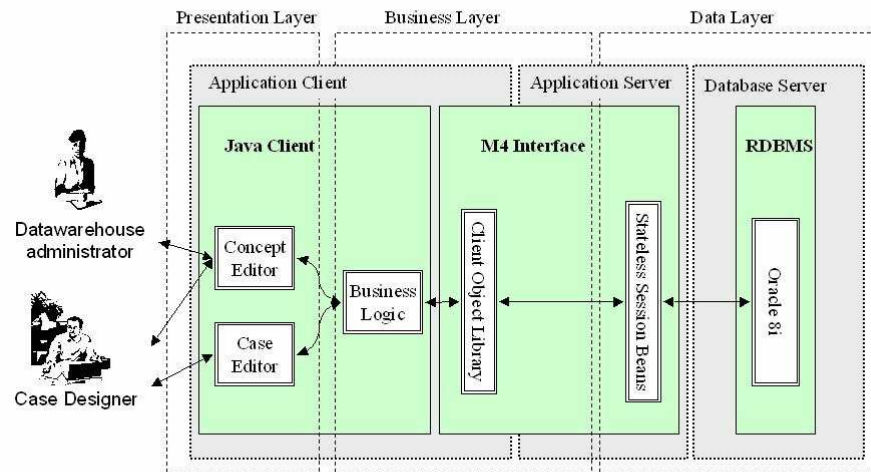 Presentation Layer
Business Layer
Data Layer
Application Client
Application Server
Database Server
Java Client
M4 Interface
RDBMS
Datawarehouse
administrator
Concept
Editor
Business
Logic
Case
Editor
Case Designer
Client Object Library
Stateless Session Beans
Oracle 8i